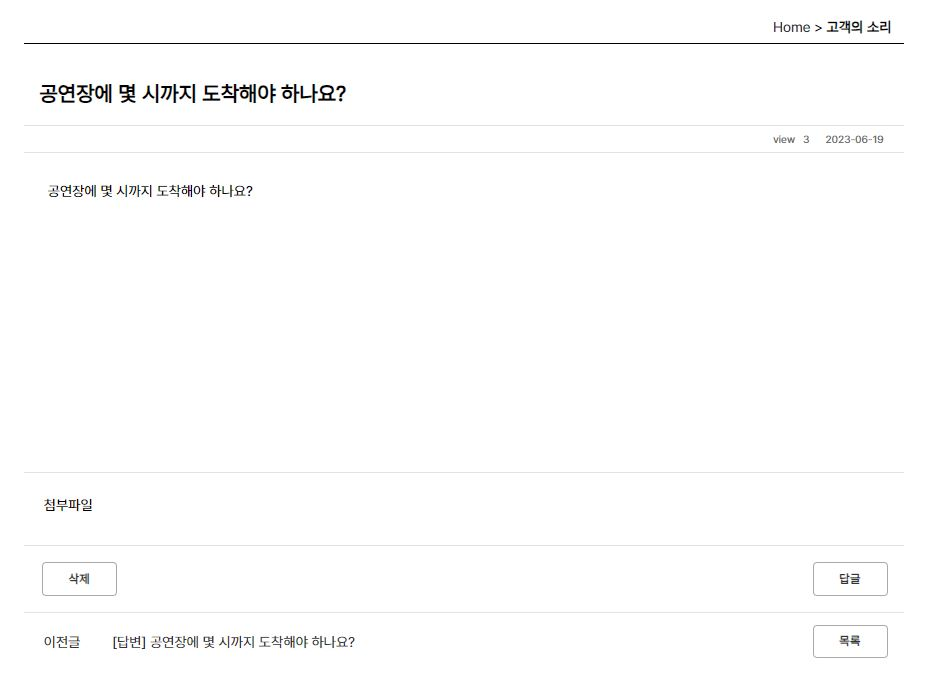 Home > 고객의 소리
공연장에 몇 시까지 도착해야 하나요?
view 3 2023-06-19
공연장에 몇 시까지 도착해야 하나요?
첨부파일
삭제 답글
이전글 [답변] 공연장에 몇 시까지 도착해야 하나요? 목록